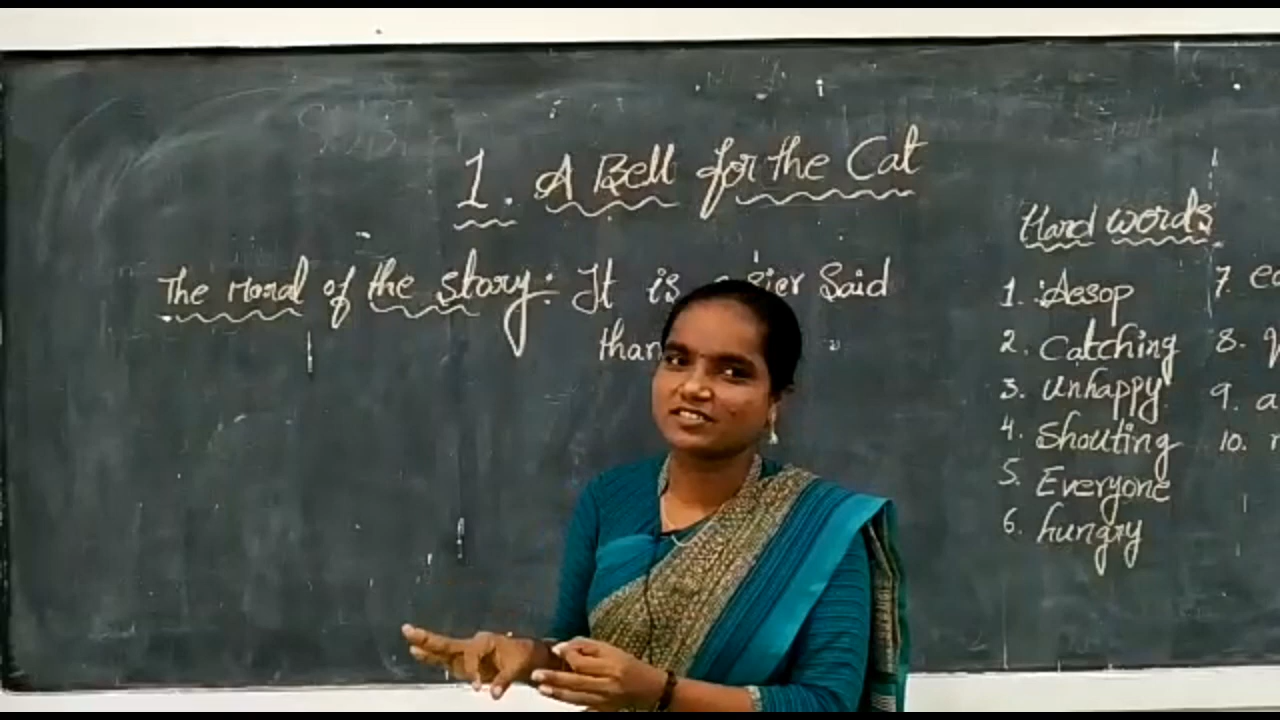 1. A Bell for the Cat
The Moral of the story: It is Said
than
Hard words
1. Aesop
2. Catching
3. Unhappy
4. Shouting
5. Everyone
6. hungry
7.
8.
9.
10.